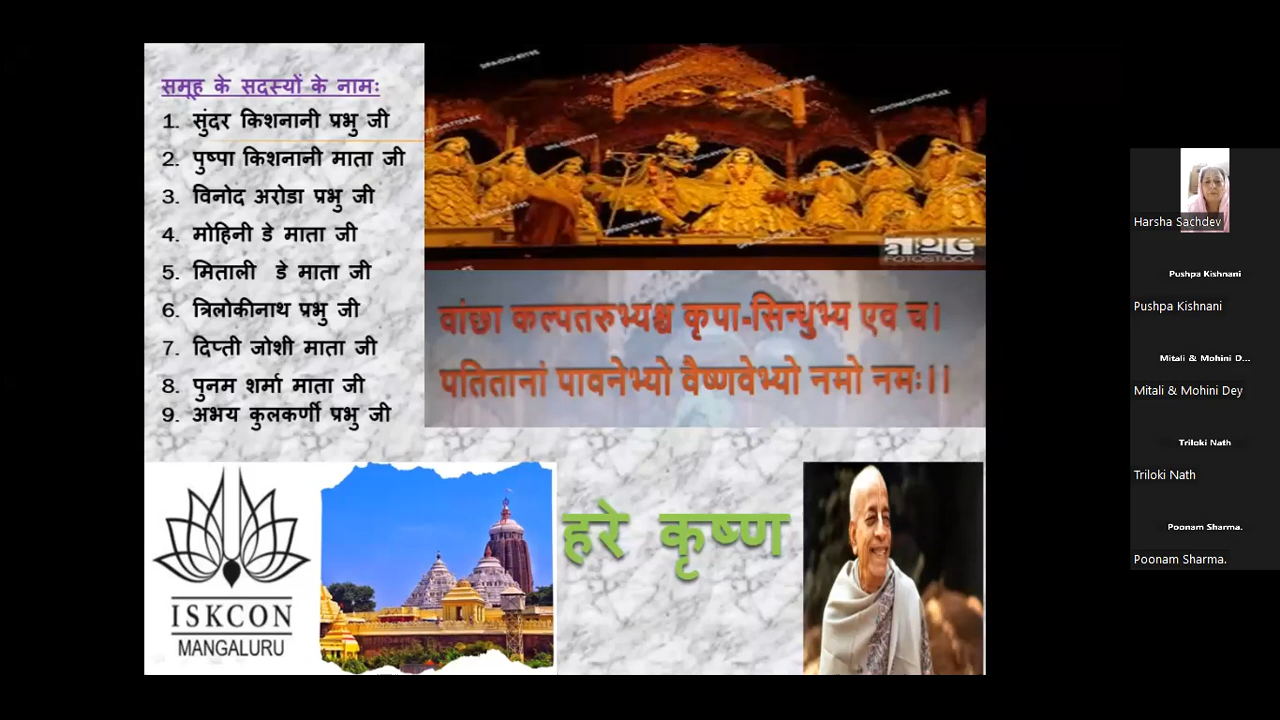 समूह के सदस्यों के नामः
1. सुंदर किशनानी प्रभु जी
2. पुष्पा किशनानी माता जी
3. विनोद अरोडा प्रभु जी
4. मोहिनी डे माता जी
5. मिताली डे माता जी
6. त्रिलोकीनाथ प्रभु जी
7. दिप्ती जोशी माता जी
8. पुनम शर्मा माता जी
9. अभय कुलकर्णी प्रभु जी
age
FOTOSTOCK
वांछा कल्पतरुभ्यश्च कृपा-सिन्धुभ्य एव च।
पतितानां पावनेभ्यो वैष्णवेभ्यो नमो नमः।।
ISKCON
MANGALURU
हरे कृष्ण
Harsha Sachdev
Pushpa Kishnani
Pushpa Kishnani
Mitali & Mohini D...
Mitali & Mohini Dey
Triloki Nath
Triloki Nath
Poonam Sharma.
Poonam Sharma.